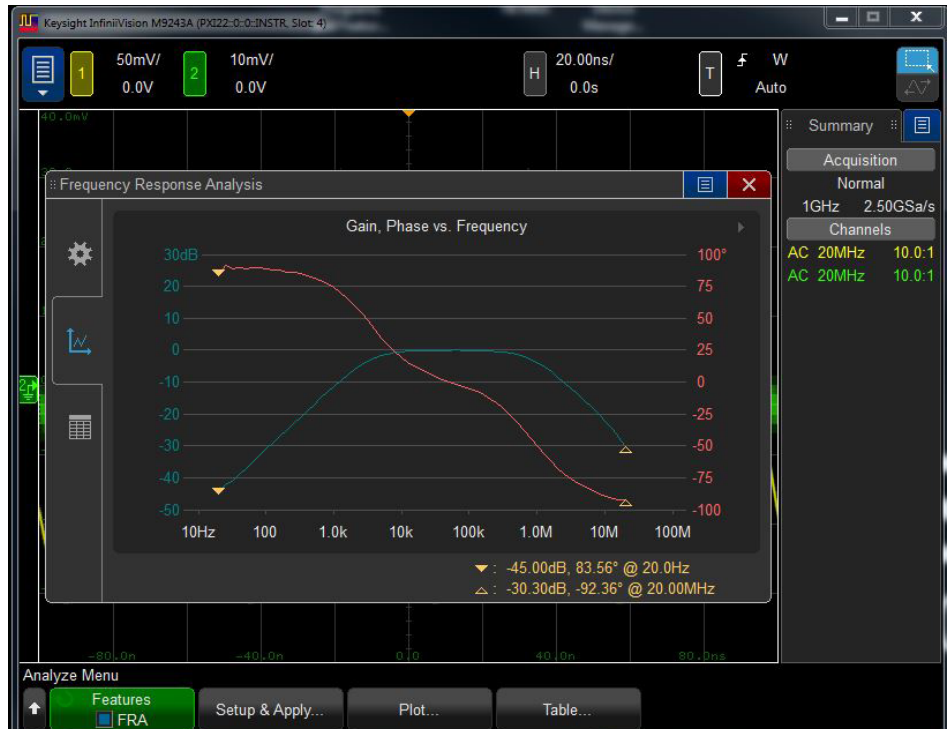 Keysight InfiniiVision M9243A (PXI22::0::0::INSTR, Slot: 4)
1 50mV/ 0.0V 2 10mV/ 0.0V H 20.00ns/ 0.0s T W Auto
40.0mV
Summary
Acquisition
Normal
1GHz 2.50GSa/s
Channels
AC 20MHz 10.0:1
AC 20MHz 10.0:1
Frequency Response Analysis
Gain, Phase vs. Frequency
30dB 100°
20 75
10 50
0 25
-10 0
-20 -25
-30 -50
-40 -75
-50 -100
10Hz 100 1.0k 10k 100k 1.0M 10M 100M
: -45.00dB, 83.56° @ 20.0Hz
: -30.30dB, -92.36° @ 20.00MHz
2
-80.0n -40.0n 0.0 40.0n 80.0ns
Analyze Menu
Features
FRA
Setup & Apply...
Plot...
Table...